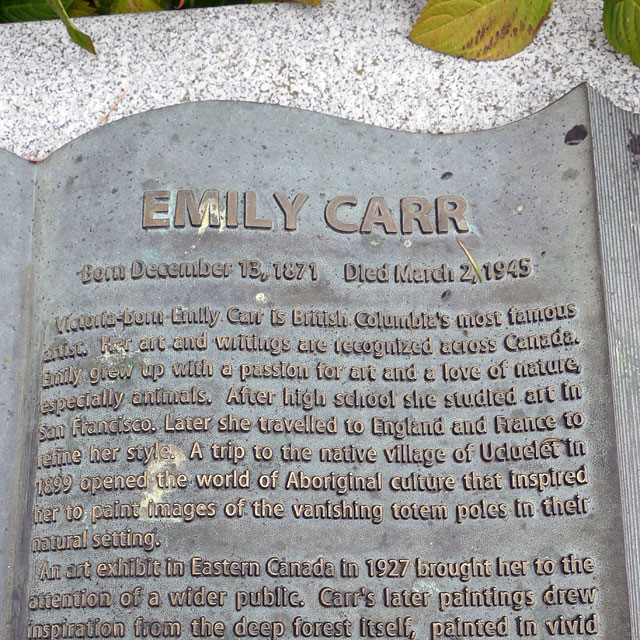 EMILY CARR
Born December 13, 1871 Died March 2, 1945
Victoria-born Emily Carr is British Columbia's most famous
artist. Her art and writings are recognized across Canada.
Emily grew up with a passion for art and a love of nature,
especially animals. After high school she studied art in
San Francisco. Later she travelled to England and France to
refine her style. A trip to the native village of Ucluelet in
1899 opened the world of Aboriginal culture that inspired
her to paint images of the vanishing totem poles in their
natural setting.
An art exhibit in Eastern Canada in 1927 brought her to the
attention of a wider public. Carr's later paintings drew
inspiration from the deep forest itself, painted in vivid